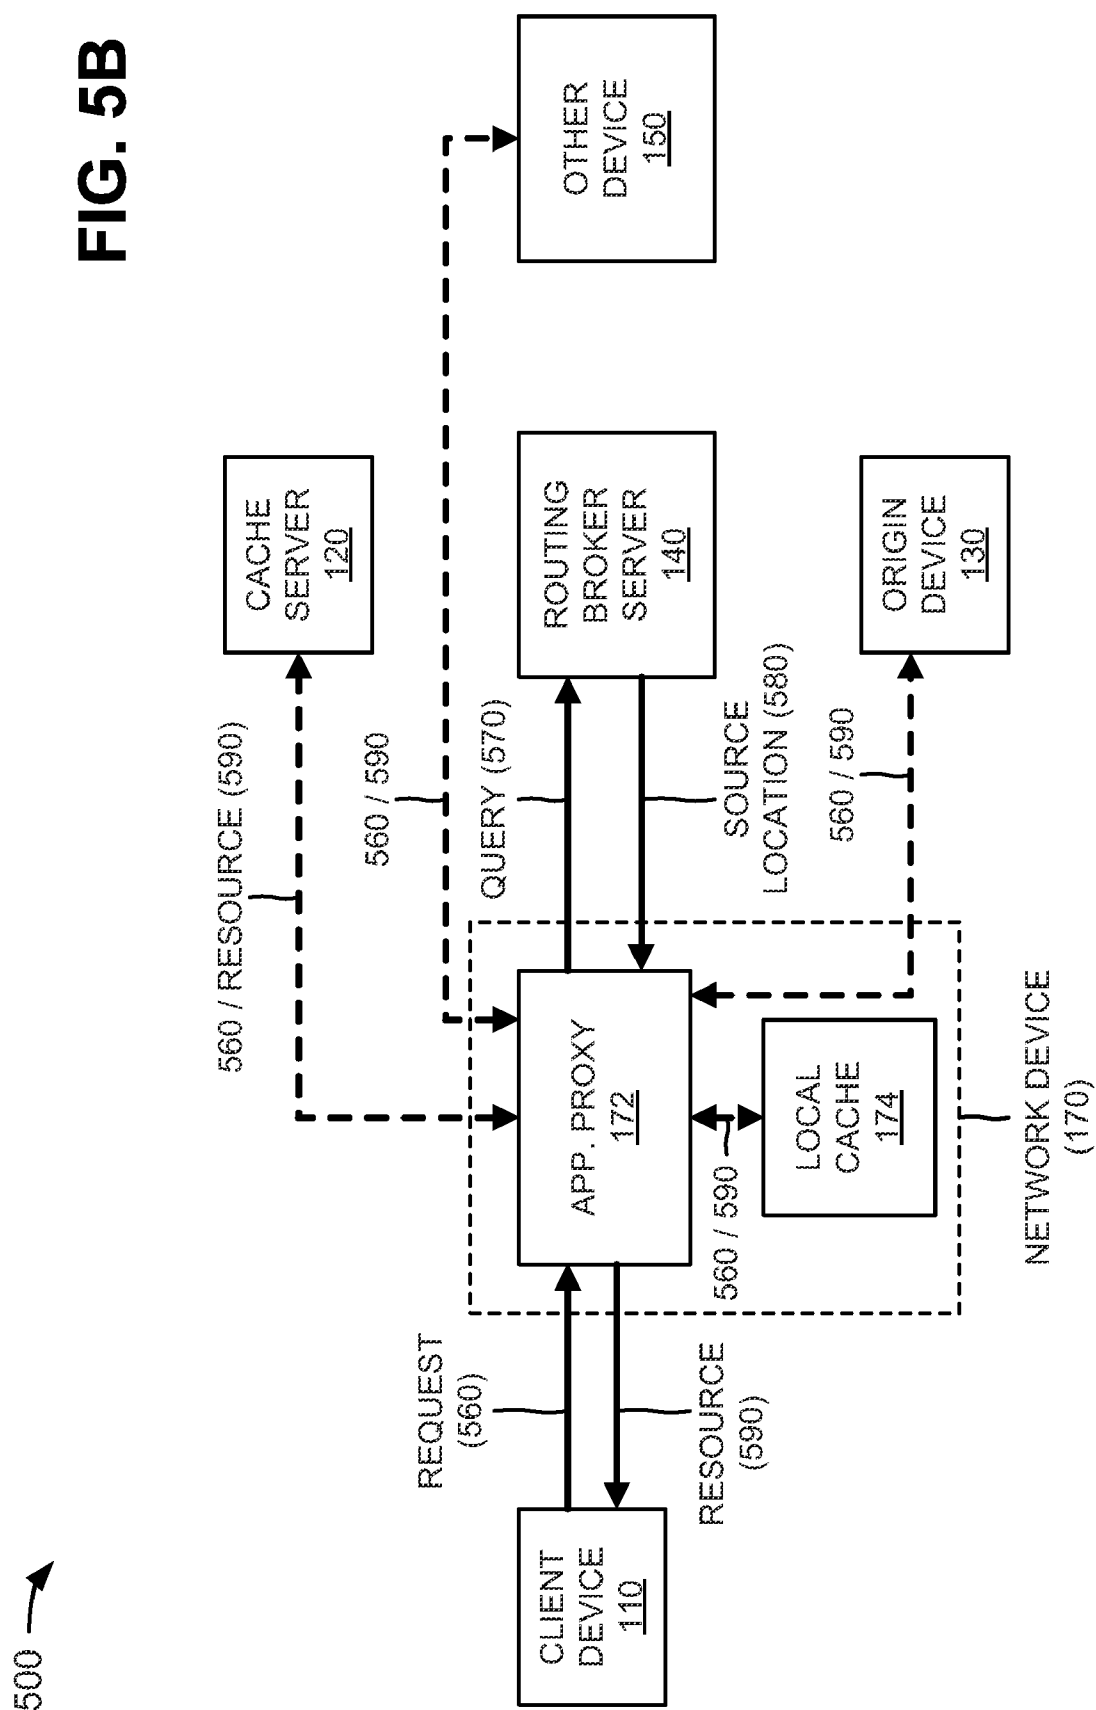 FIG. 5B
500
560 / RESOURCE (590)
CACHE
SERVER
120
560 / 590
REQUEST
(560)
QUERY (570)
CLIENT
DEVICE
110
APP. PROXY
172
ROUTING
BROKER
SERVER
140
OTHER
DEVICE
150
RESOURCE
(590)
560 / 590
SOURCE
LOCATION (580)
LOCAL
CACHE
174
560 / 590
ORIGIN
DEVICE
130
NETWORK DEVICE
(170)